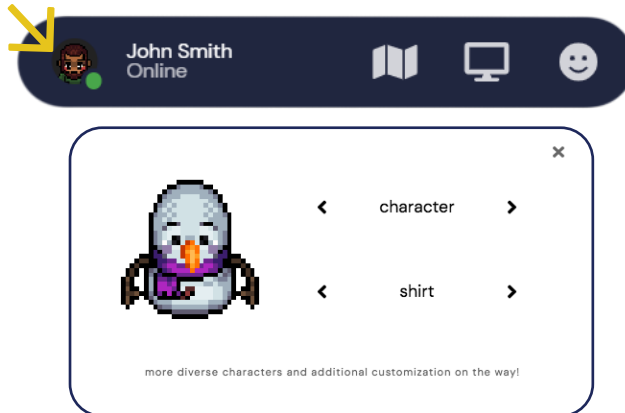 John Smith
Online
character
shirt
more diverse characters and additional customization on the way!